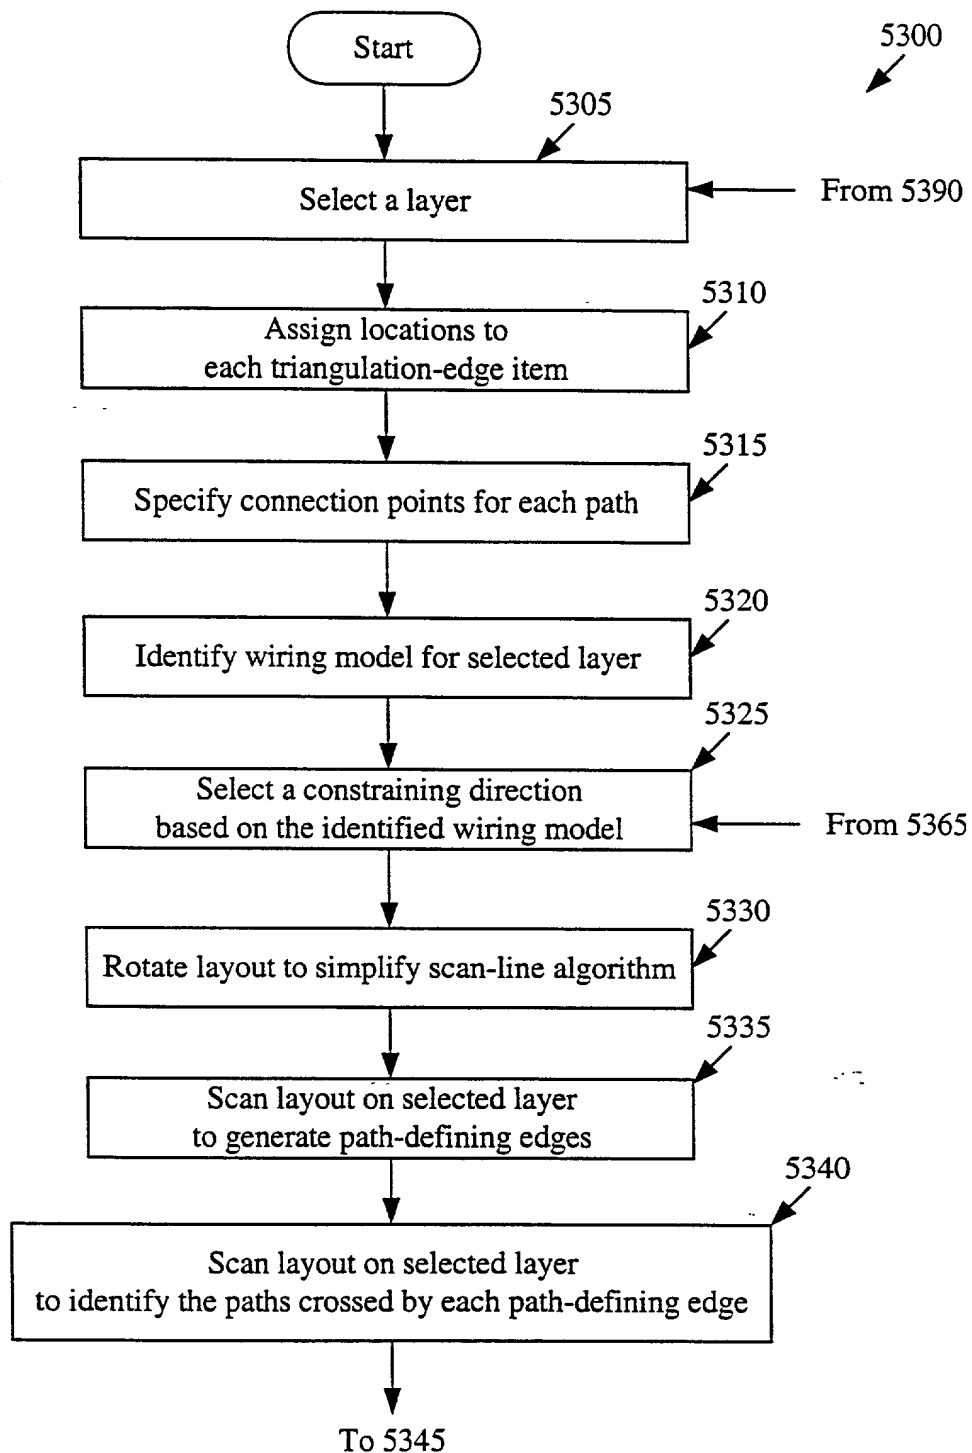 Start
5300
5305
Select a layer
From 5390
5310
Assign locations to
each triangulation-edge item
5315
Specify connection points for each path
5320
Identify wiring model for selected layer
5325
Select a constraining direction
based on the identified wiring model
From 5365
5330
Rotate layout to simplify scan-line algorithm
5335
Scan layout on selected layer
to generate path-defining edges
5340
Scan layout on selected layer
to identify the paths crossed by each path-defining edge
To 5345